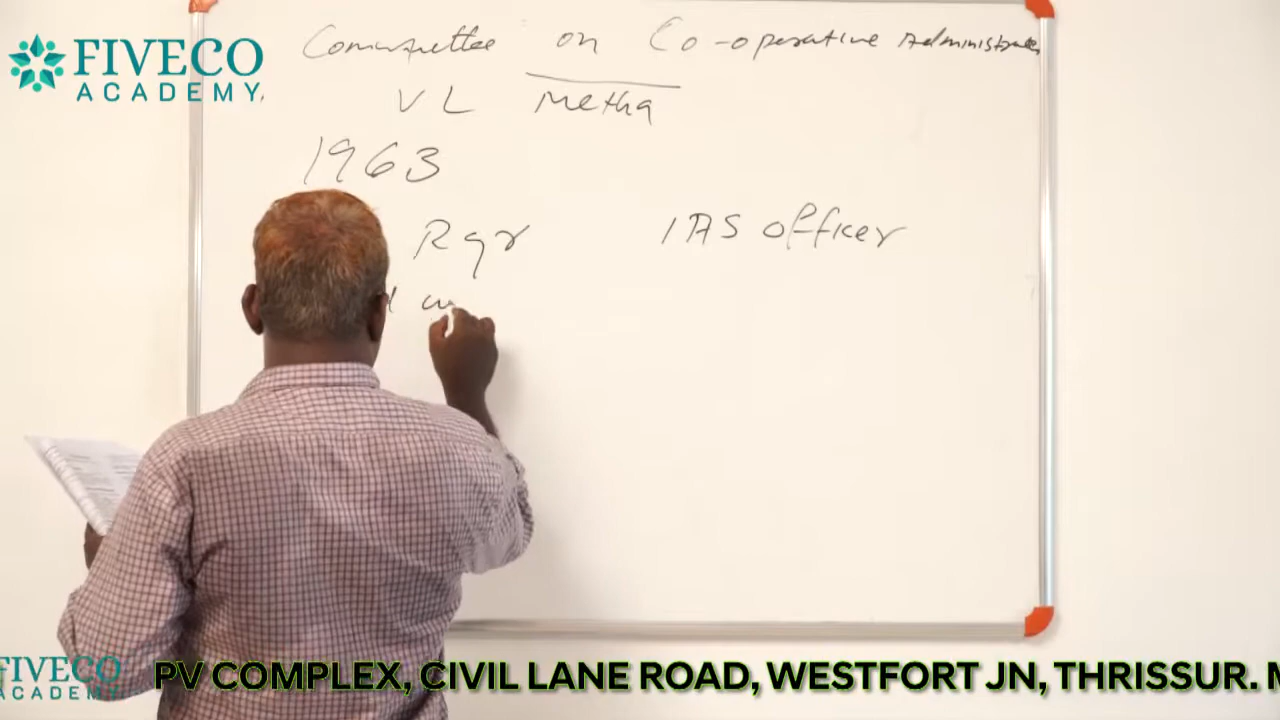 FIVECO
ACADEMY
Committee on Co-operative Administration
VL Metha
1963
Rgr IAS officer
FIVECO
ACADEMY
PV COMPLEX, CIVIL LANE ROAD, WESTFORT JN, THRISSUR. M